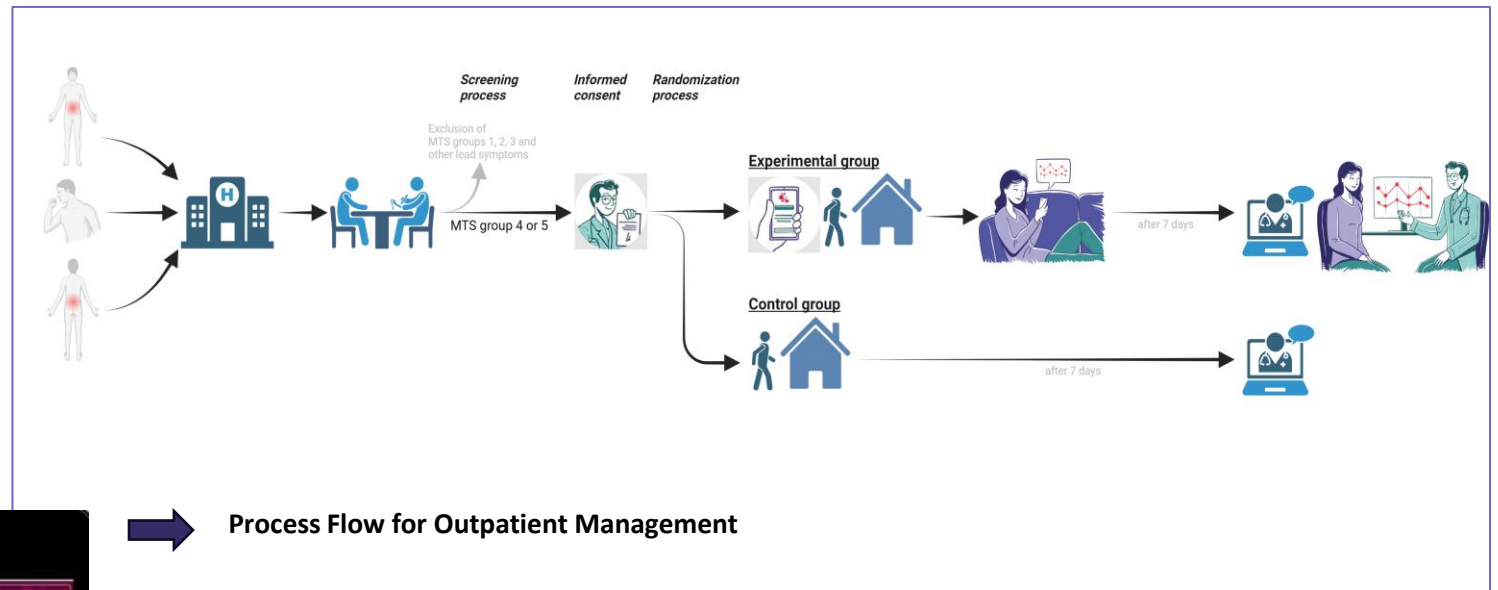 Screening
process
Informed
consent
Randomization
process
Exclusion of
MTS groups 1, 2, 3 and
other lead symptoms
H
MTS group 4 or 5
Experimental group
after 7 days
Control group
after 7 days
Process Flow for Outpatient Management